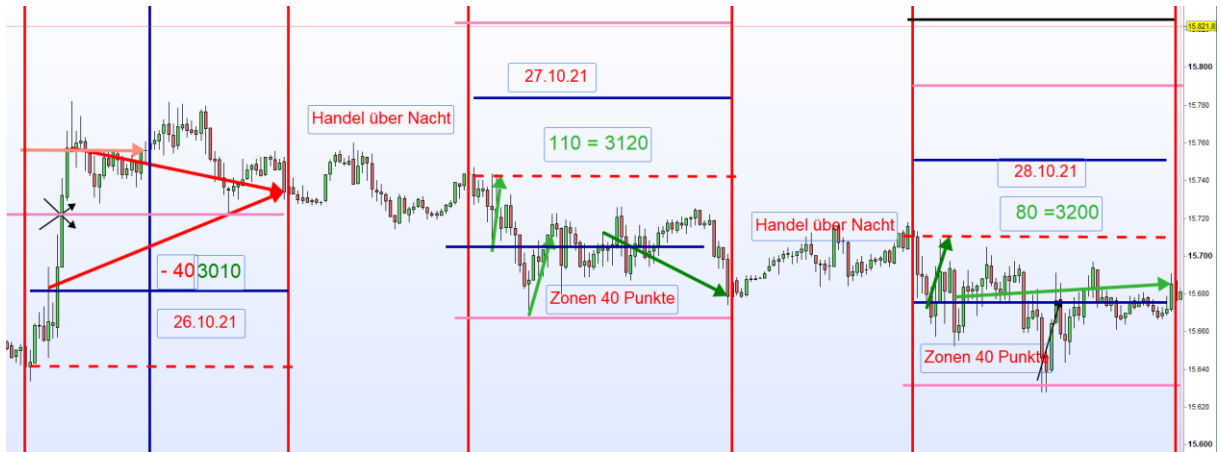 15.821,8
15.800
15.780
15.760
15.740
15.720
15.700
15.680
15.660
15.640
15.620
15.600
- 40 3010
26.10.21
Handel über Nacht
27.10.21
110 = 3120
Zonen 40 Punkte
Handel über Nacht
28.10.21
80 =3200
Zonen 40 Punkte